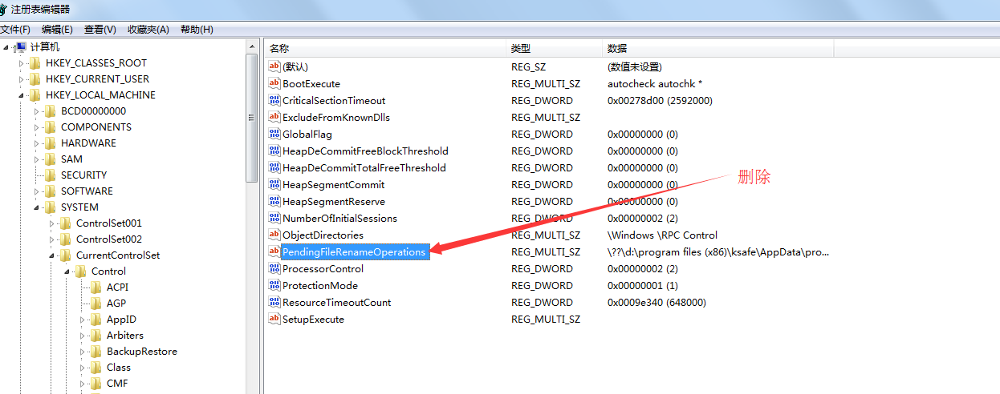 注册表编辑器
文件(F) 编辑(E) 查看(V) 收藏夹(A) 帮助(H)
计算机
HKEY_CLASSES_ROOT
HKEY_CURRENT_USER
HKEY_LOCAL_MACHINE
BCD00000000
COMPONENTS
HARDWARE
SAM
SECURITY
SOFTWARE
SYSTEM
ControlSet001
ControlSet002
CurrentControlSet
Control
ACPI
AGP
AppID
Arbiters
BackupRestore
Class
CMF
名称 类型 数据
(默认) REG_SZ (数值未设置)
BootExecute REG_MULTI_SZ autocheck autochk *
CriticalSectionTimeout REG_DWORD 0x00278d00 (2592000)
ExcludeFromKnownDlls REG_MULTI_SZ
GlobalFlag REG_DWORD 0x00000000 (0)
HeapDeCommitFreeBlockThreshold REG_DWORD 0x00000000 (0)
HeapDeCommitTotalFreeThreshold REG_DWORD 0x00000000 (0)
HeapSegmentCommit REG_DWORD 0x00000000 (0)
HeapSegmentReserve REG_DWORD 0x00000000 (0)
NumberOfInitialSessions REG_DWORD 0x00000002 (2)
ObjectDirectories REG_MULTI_SZ \Windows \RPC Control
PendingFileRenameOperations REG_MULTI_SZ \??\d:\program files (x86)\ksafe\AppData\pro...
ProcessorControl REG_DWORD 0x00000002 (2)
ProtectionMode REG_DWORD 0x00000001 (1)
ResourceTimeoutCount REG_DWORD 0x0009e340 (648000)
SetupExecute REG_MULTI_SZ
删除